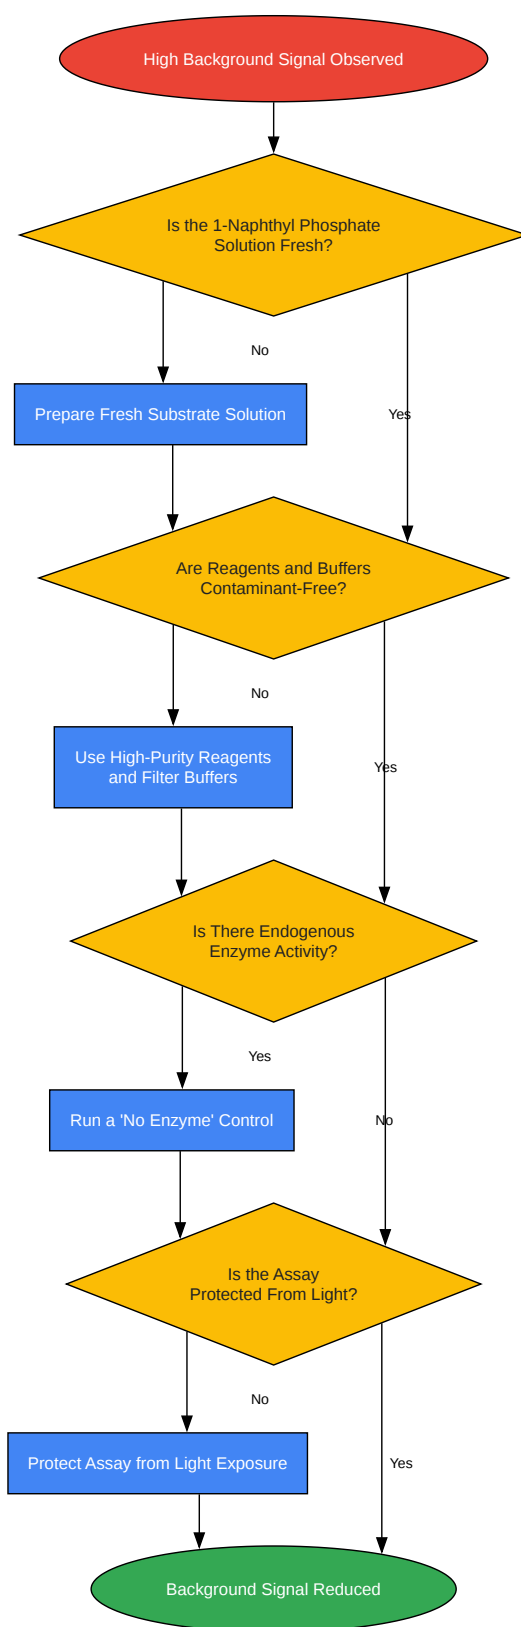 High Background Signal Observed
Is the 1-Naphthyl Phosphate
Solution Fresh?
No
Prepare Fresh Substrate Solution
Yes
Are Reagents and Buffers
Contaminant-Free?
No
Use High-Purity Reagents
and Filter Buffers
Yes
Is There Endogenous
Enzyme Activity?
Yes
Run a 'No Enzyme' Control
No
Is the Assay
Protected From Light?
No
Protect Assay from Light Exposure
Yes
Background Signal Reduced